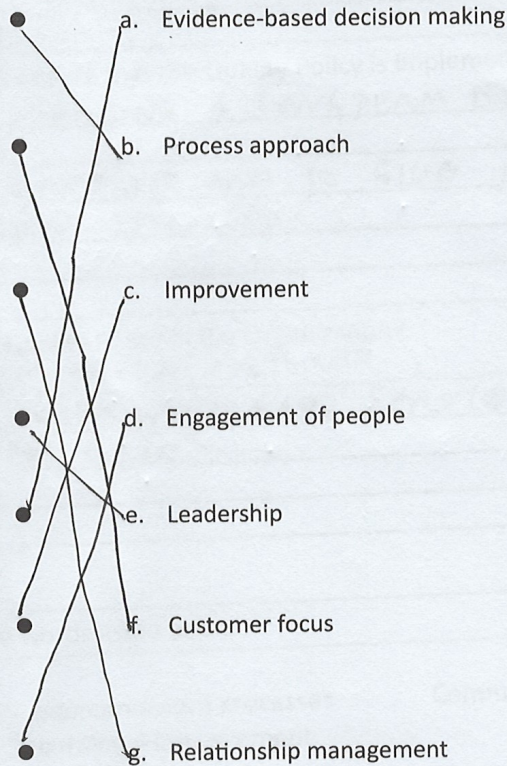 a. Evidence-based decision making
b. Process approach
c. Improvement
d. Engagement of people
e. Leadership
f. Customer focus
g. Relationship management